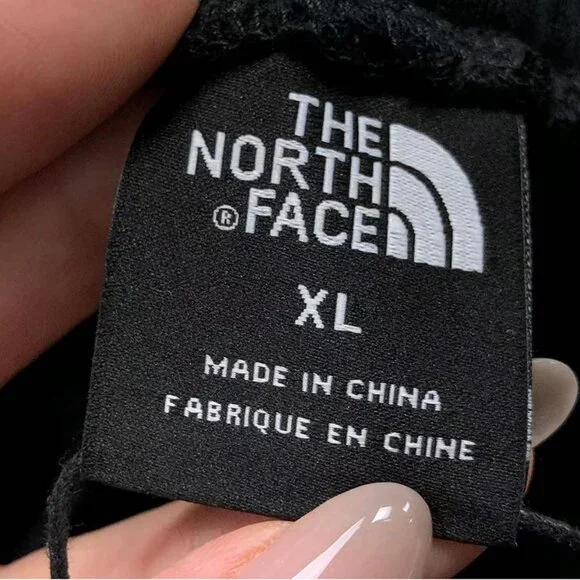 THE
NORTH
® FACE
XL
MADE IN CHINA
FABRIQUE EN CHINE